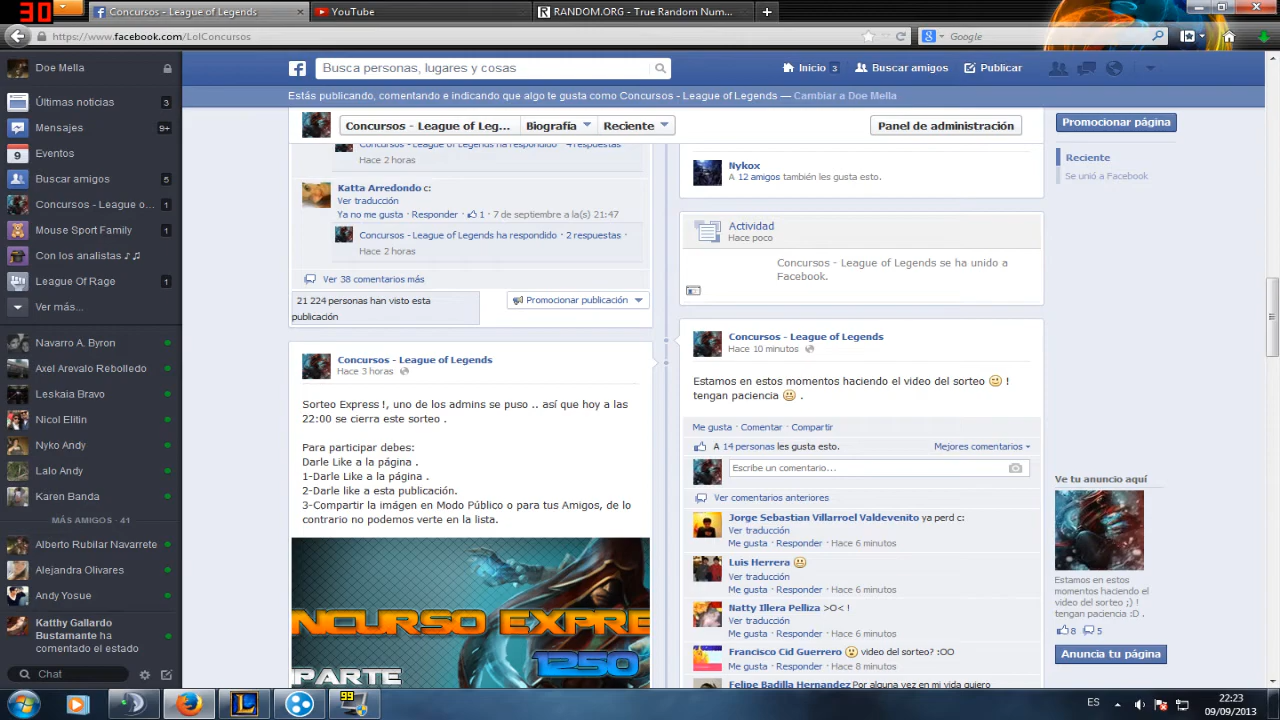 30
Concursos - League of Legends
YouTube
RANDOM.ORG - True Random Num...
https://www.facebook.com/LolConcursos
Google
Doe Mella
Últimas noticias 3
Mensajes 9+
9 Eventos
Buscar amigos 5
Concursos - League o... 1
Mouse Sport Family 1
Con los analistas ♪♫
League Of Rage 1
Ver más...
Navarro A. Byron
Axel Arevalo Rebolledo
Leskaia Bravo
Nicol Elitin
Nyko Andy
Lalo Andy
Karen Banda
MÁS AMIGOS · 41
Alberto Rubilar Navarrete
Alejandra Olivares
Andy Yosue
Katthy Gallardo
Bustamante ha
comentado el estado
Chat
Busca personas, lugares y cosas
Inicio 3
Buscar amigos
Publicar
Estás publicando, comentando e indicando que algo te gusta como Concursos - League of Legends — Cambiar a Doe Mella
Concursos - League of Leg...
Biografía
Reciente
Panel de administración
Concursos - League of Legends ha respondido · 4 respuestas ·
Hace 2 horas
Katta Arredondo c:
Ver traducción
Ya no me gusta · Responder · 1 · 7 de septiembre a la(s) 21:47
Concursos - League of Legends ha respondido · 2 respuestas ·
Hace 2 horas
Ver 38 comentarios más
21 224 personas han visto esta
publicación
Promocionar publicación
Concursos - League of Legends
Hace 3 horas
Sorteo Express !, uno de los admins se puso .. así que hoy a las
22:00 se cierra este sorteo .
Para participar debes:
Darle Like a la página .
1-Darle Like a la página .
2-Darle like a esta publicación.
3-Compartir la imágen en Modo Público o para tus Amigos, de lo
contrario no podemos verte en la lista.
NCURSO EXPRE
1250
PARTE
Nykox
A 12 amigos también les gusta esto.
Actividad
Hace poco
Concursos - League of Legends se ha unido a
Facebook.
Concursos - League of Legends
Hace 10 minutos
Estamos en estos momentos haciendo el video del sorteo !
tengan paciencia .
Me gusta · Comentar · Compartir
A 14 personas les gusta esto.
Mejores comentarios
Escribe un comentario...
Ver comentarios anteriores
Jorge Sebastian Villarroel Valdevenito ya perd c:
Ver traducción
Me gusta · Responder · Hace 6 minutos
Luis Herrera
Ver traducción
Me gusta · Responder · Hace 6 minutos
Natty Illera Pelliza >O< !
Ver traducción
Me gusta · Responder · Hace 6 minutos
Francisco Cid Guerrero video del sorteo? :OO
Me gusta · Responder · Hace 8 minutos
Felipe Badilla Hernandez Por alguna vez en mi vida quiero
Promocionar página
Reciente
Se unió a Facebook
Ve tu anuncio aquí
Estamos en estos
momentos haciendo el
video del sorteo ;) !
tengan paciencia :D .
8 5
Anuncia tu página
99
ES
22:23
09/09/2013